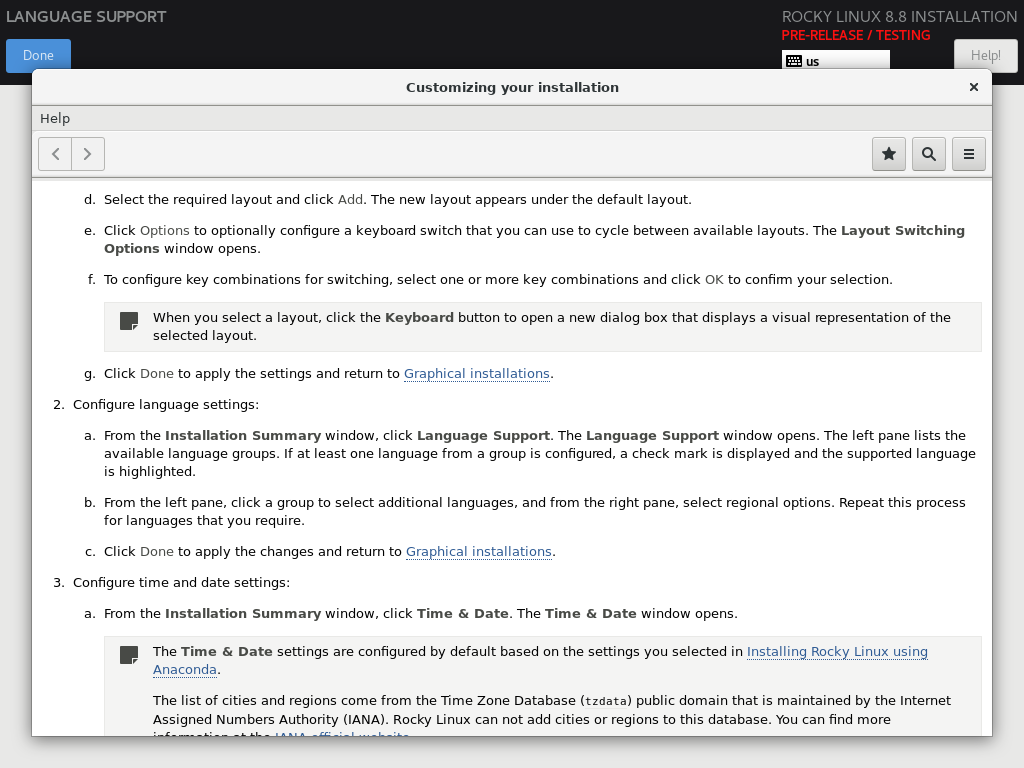 LANGUAGE SUPPORT
ROCKY LINUX 8.8 INSTALLATION
PRE-RELEASE / TESTING
Done
us
Help!
Customizing your installation
Help
d. Select the required layout and click Add. The new layout appears under the default layout.
e. Click Options to optionally configure a keyboard switch that you can use to cycle between available layouts. The Layout Switching
Options window opens.
f. To configure key combinations for switching, select one or more key combinations and click OK to confirm your selection.
When you select a layout, click the Keyboard button to open a new dialog box that displays a visual representation of the
selected layout.
g. Click Done to apply the settings and return to Graphical installations.
2. Configure language settings:
a. From the Installation Summary window, click Language Support. The Language Support window opens. The left pane lists the
available language groups. If at least one language from a group is configured, a check mark is displayed and the supported language
is highlighted.
b. From the left pane, click a group to select additional languages, and from the right pane, select regional options. Repeat this process
for languages that you require.
c. Click Done to apply the changes and return to Graphical installations.
3. Configure time and date settings:
a. From the Installation Summary window, click Time & Date. The Time & Date window opens.
The Time & Date settings are configured by default based on the settings you selected in Installing Rocky Linux using
Anaconda.
The list of cities and regions come from the Time Zone Database (tzdata) public domain that is maintained by the Internet
Assigned Numbers Authority (IANA). Rocky Linux can not add cities or regions to this database. You can find more
information at the IANA official website.